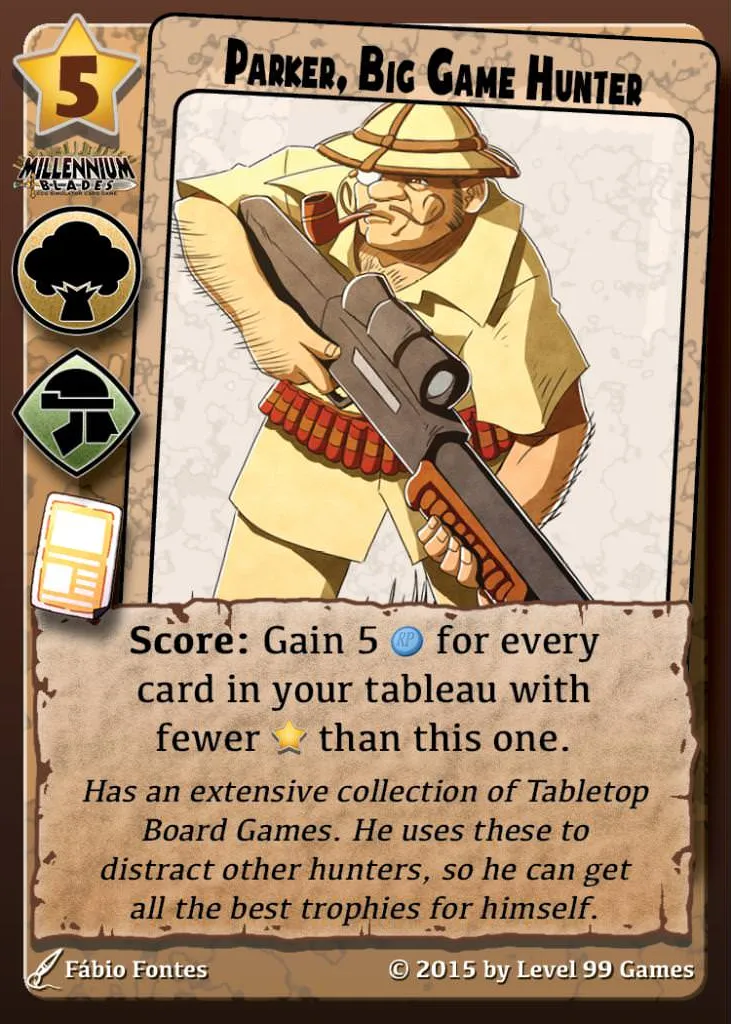 5
PARKER, BIG GAME HUNTER
MILLENNIUM
BLADES
Score: Gain 5 RP for every
card in your tableau with
fewer than this one.
Has an extensive collection of Tabletop
Board Games. He uses these to
distract other hunters, so he can get
all the best trophies for himself.
Fábio Fontes
© 2015 by Level 99 Games